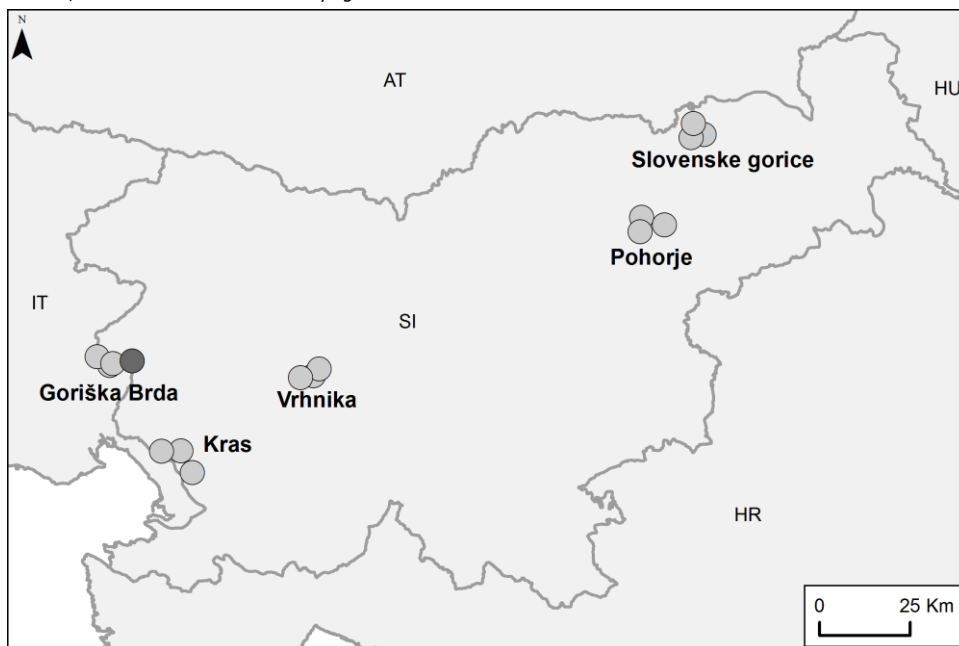 N
AT
HU
Slovenske gorice
Pohorje
IT
SI
Goriška Brda
Vrhnika
Kras
HR
0 25 Km